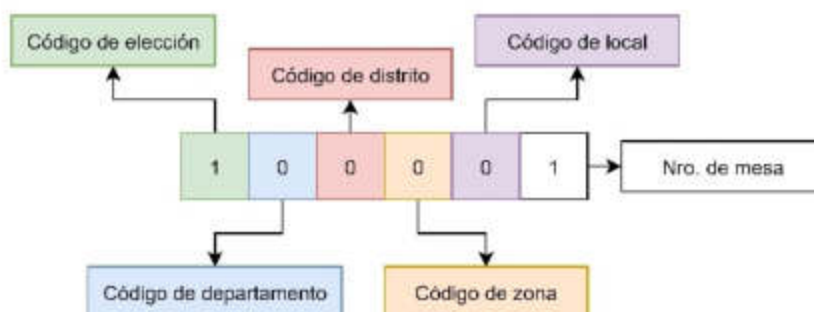 Código de elección
Código de local
Código de distrito
1 0 0 0 0 1
Nro. de mesa
Código de departamento
Código de zona